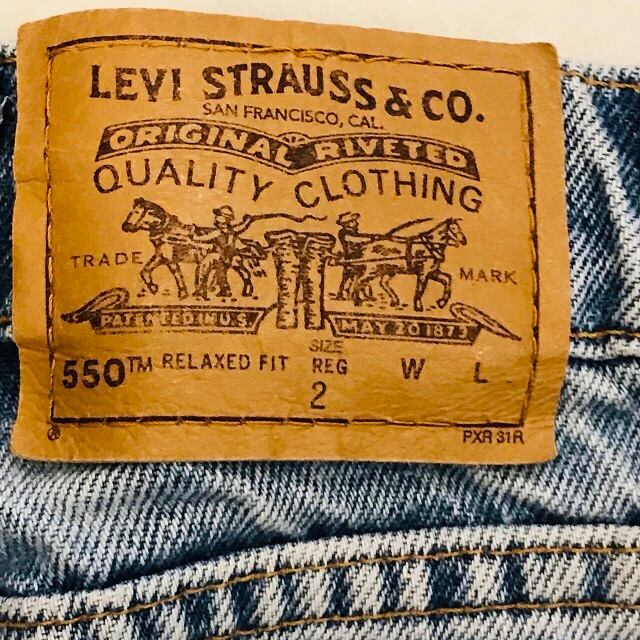 LEVI STRAUSS & CO.
SAN FRANCISCO, CAL.
ORIGINAL RIVETED
QUALITY CLOTHING
TRADE MARK
PATENTED IN U.S. MAY 20 1873
SIZE
550™ RELAXED FIT REG W L
2
® PXR 31R